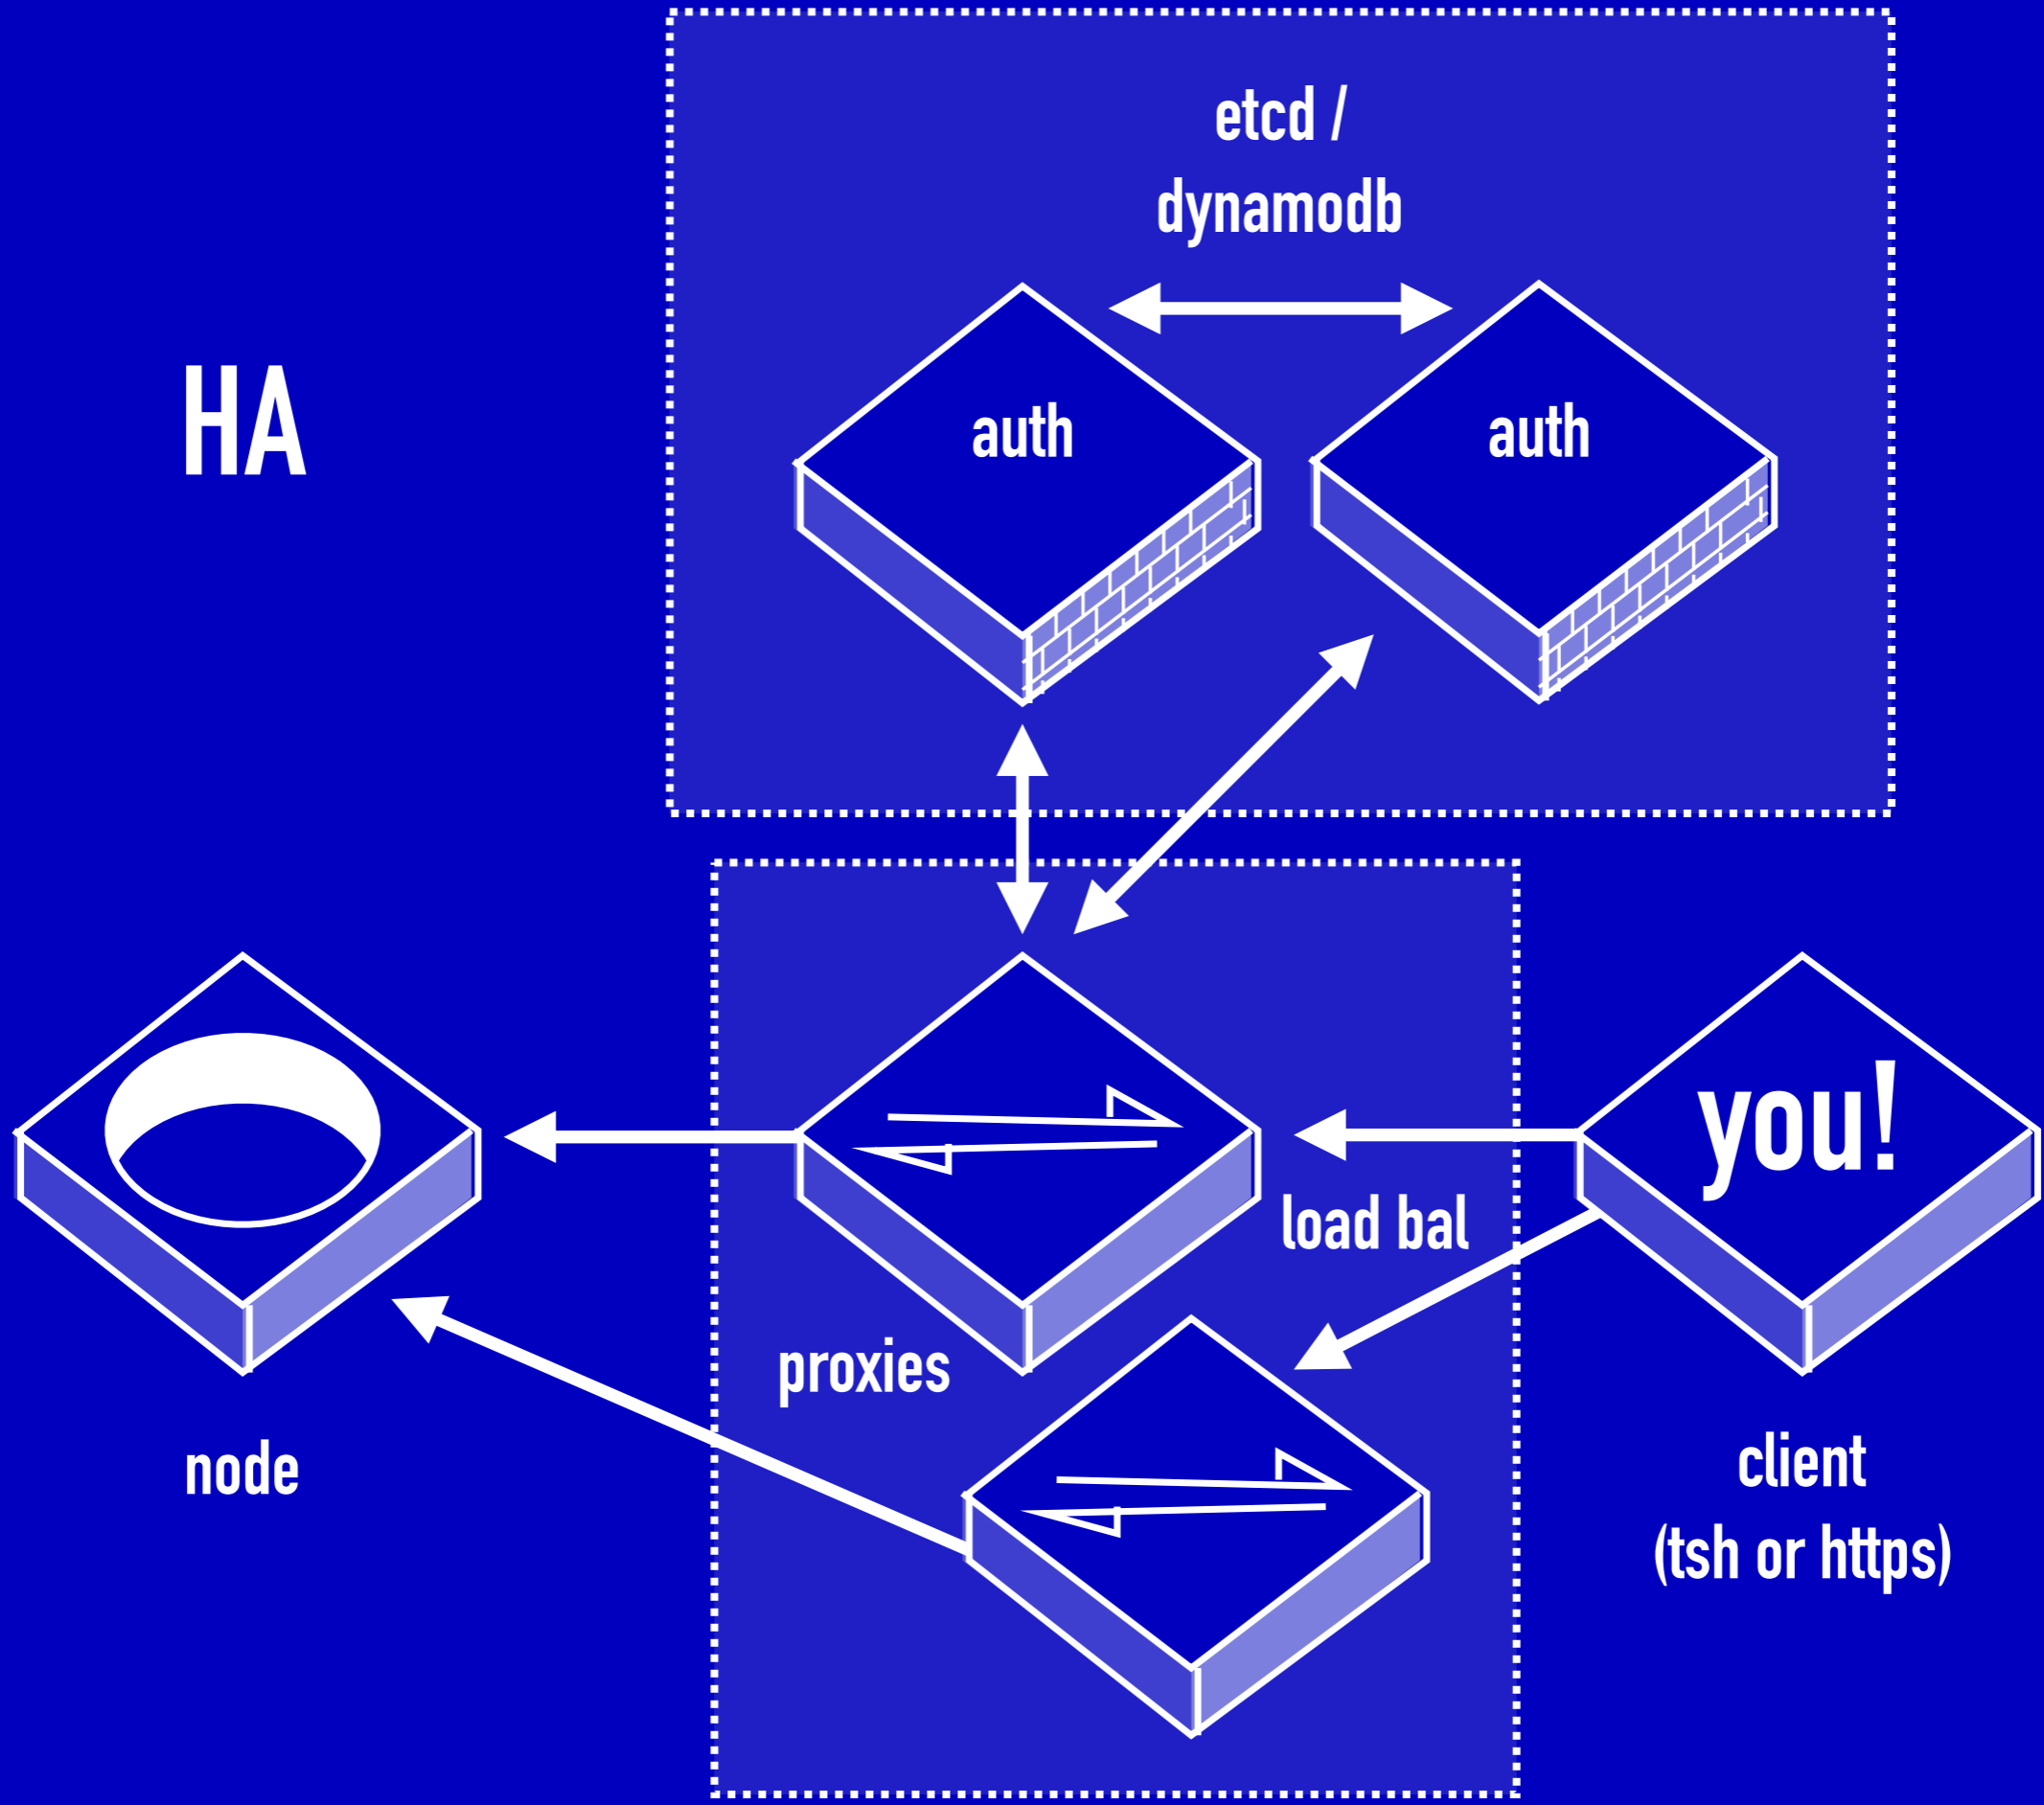 etcd /
dynamodb
HA
auth
auth
you!
load bal
proxies
node
client
(tsh or https)